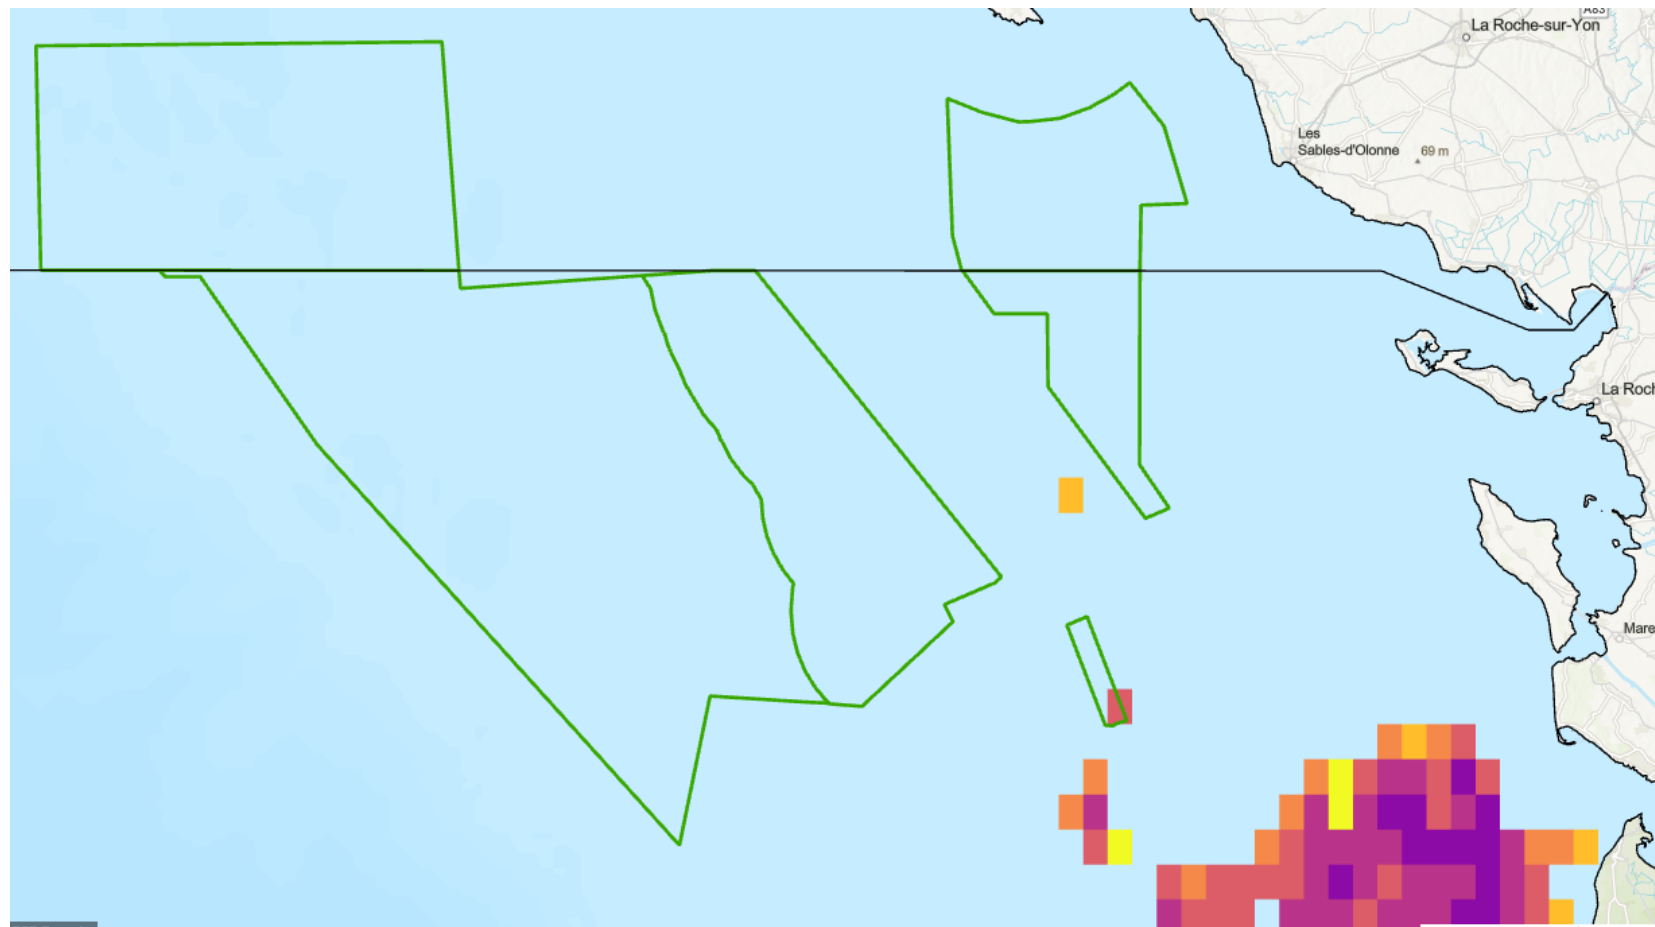 A83
La Roche-sur-Yon
Les
Sables-d'Olonne
69 m
La Roch
Mare